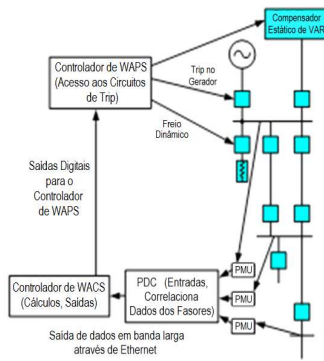 Compensador
Estático de VAR
Controlador de WAPS
(Acesso aos Circuitos
de Trip)
Trip no
Gerador
Freio
Dinâmico
Saídas Digitais
para o
Controlador
de WAPS
Controlador de WACS
(Cálculos, Saídas)
PDC (Entradas,
Correlaciona
Dados dos Fasores)
PMU
PMU
PMU
Saída de dados em banda larga
através de Ethernet